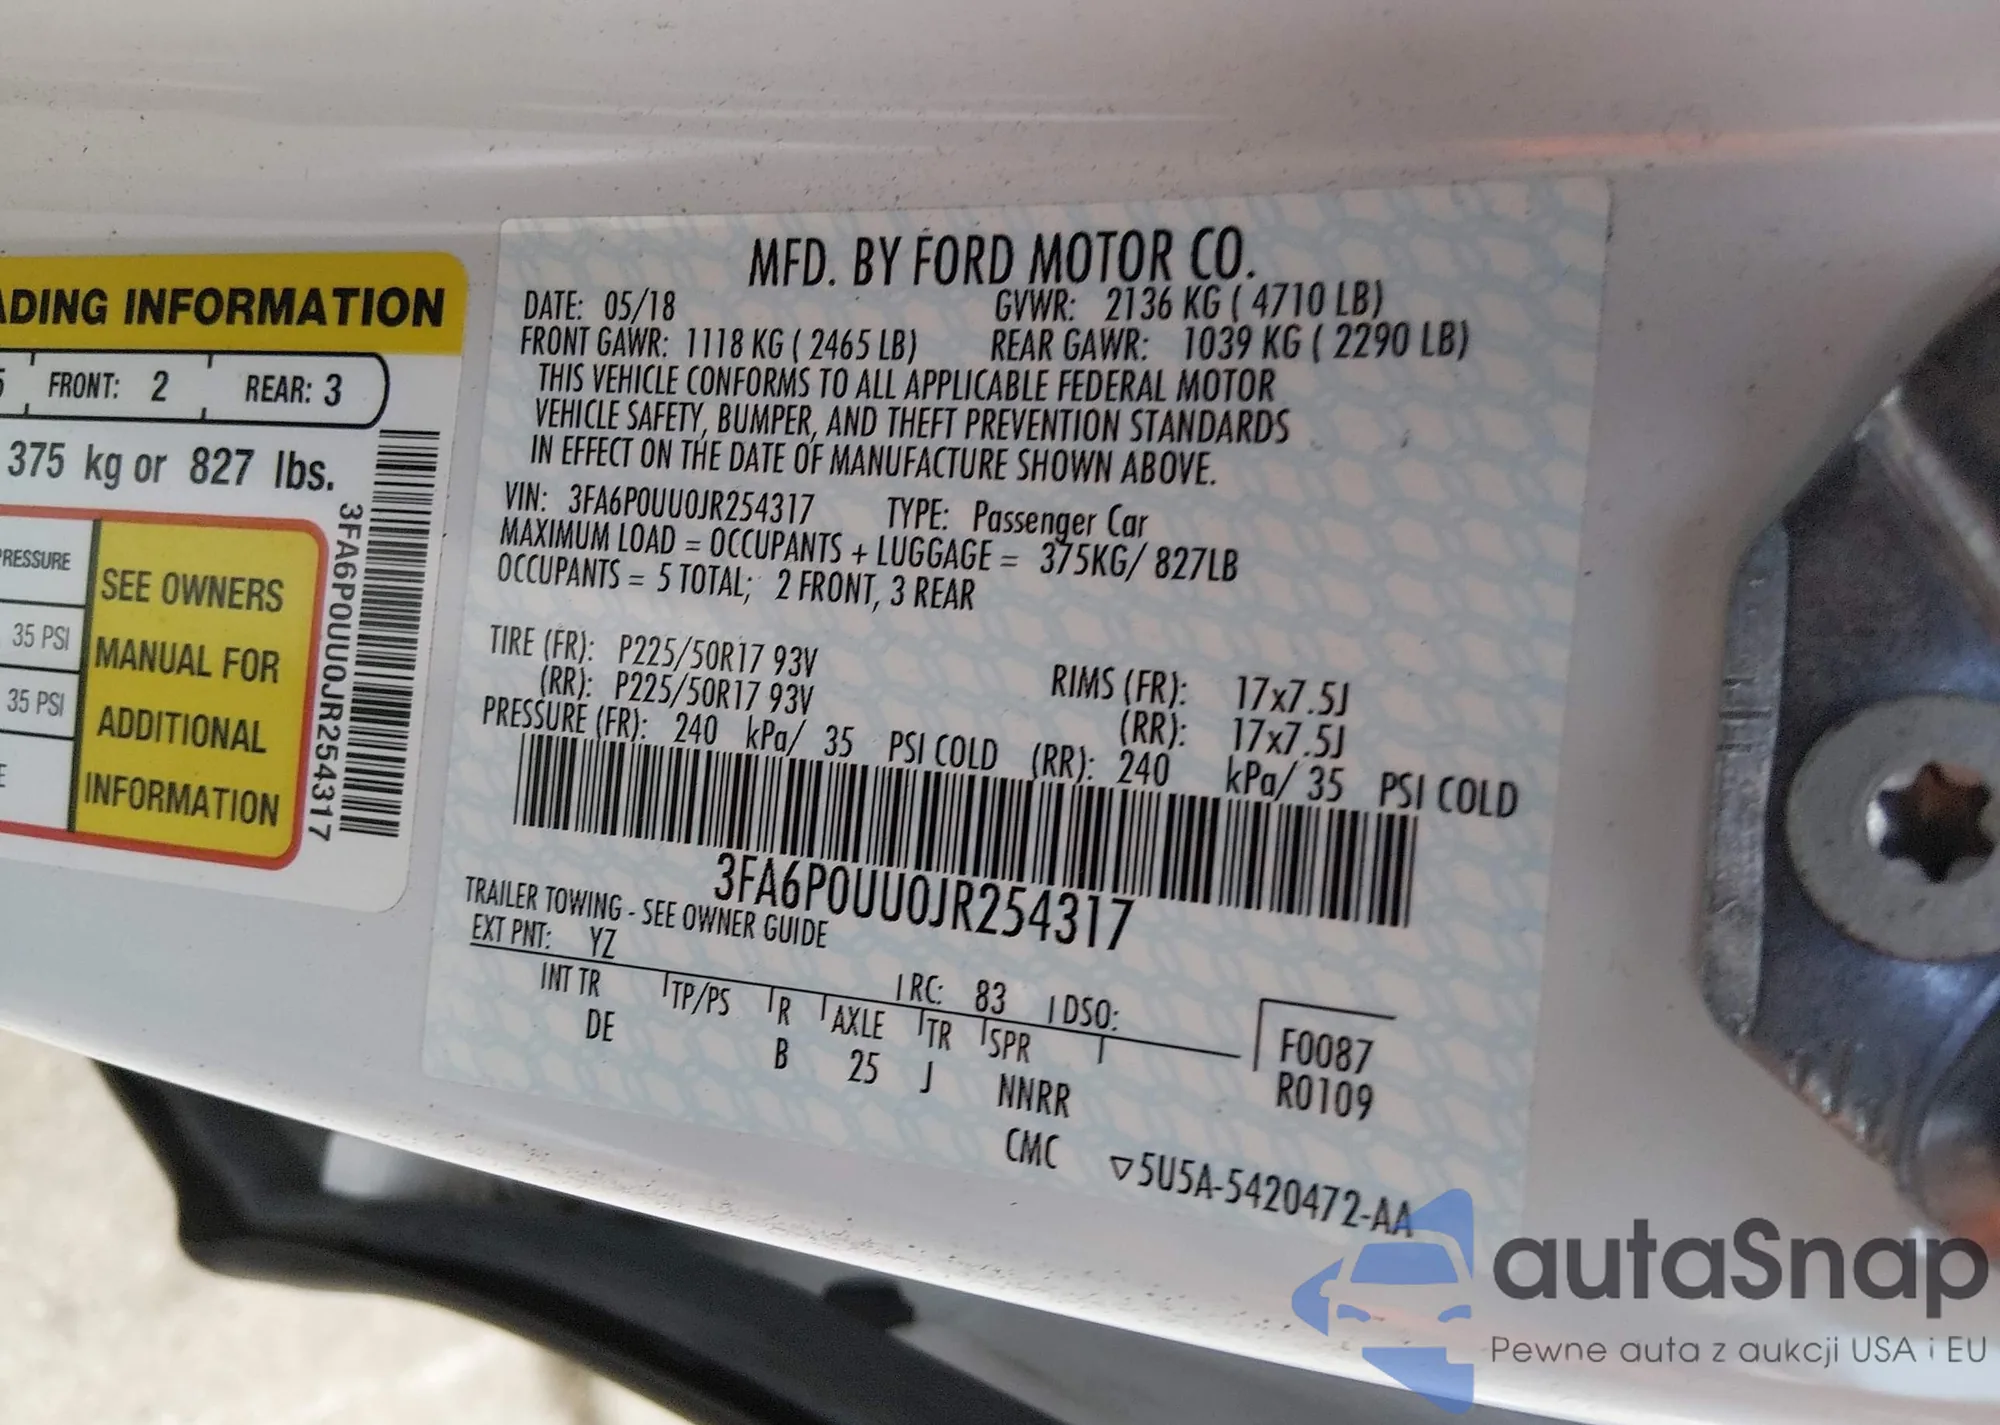 ADING INFORMATION
FRONT: 2 REAR: 3
375 kg or 827 lbs.
PRESSURE
35 PSI
35 PSI
SEE OWNERS
MANUAL FOR
ADDITIONAL
INFORMATION
3FA6P0UU0JR254317
MFD. BY FORD MOTOR CO.
DATE: 05/18 GVWR: 2136 KG ( 4710 LB)
FRONT GAWR: 1118 KG ( 2465 LB) REAR GAWR: 1039 KG ( 2290 LB)
THIS VEHICLE CONFORMS TO ALL APPLICABLE FEDERAL MOTOR
VEHICLE SAFETY, BUMPER, AND THEFT PREVENTION STANDARDS
IN EFFECT ON THE DATE OF MANUFACTURE SHOWN ABOVE.
VIN: 3FA6P0UU0JR254317 TYPE: Passenger Car
MAXIMUM LOAD = OCCUPANTS + LUGGAGE = 375KG/ 827LB
OCCUPANTS = 5 TOTAL; 2 FRONT, 3 REAR
TIRE (FR): P225/50R17 93V RIMS (FR): 17x7.5J
(RR): P225/50R17 93V (RR): 17x7.5J
PRESSURE (FR): 240 kPa/ 35 PSI COLD (RR): 240 kPa/ 35 PSI COLD
3FA6P0UU0JR254317
TRAILER TOWING - SEE OWNER GUIDE
EXT PNT: YZ RC: 83 DSO:
INT TR TP/PS R AXLE TR SPR
DE B 25 J NNRR
F0087
R0109
CMC ▽5U5A-5420472-AA
autaSnap
Pewne auta z aukcji USA i EU